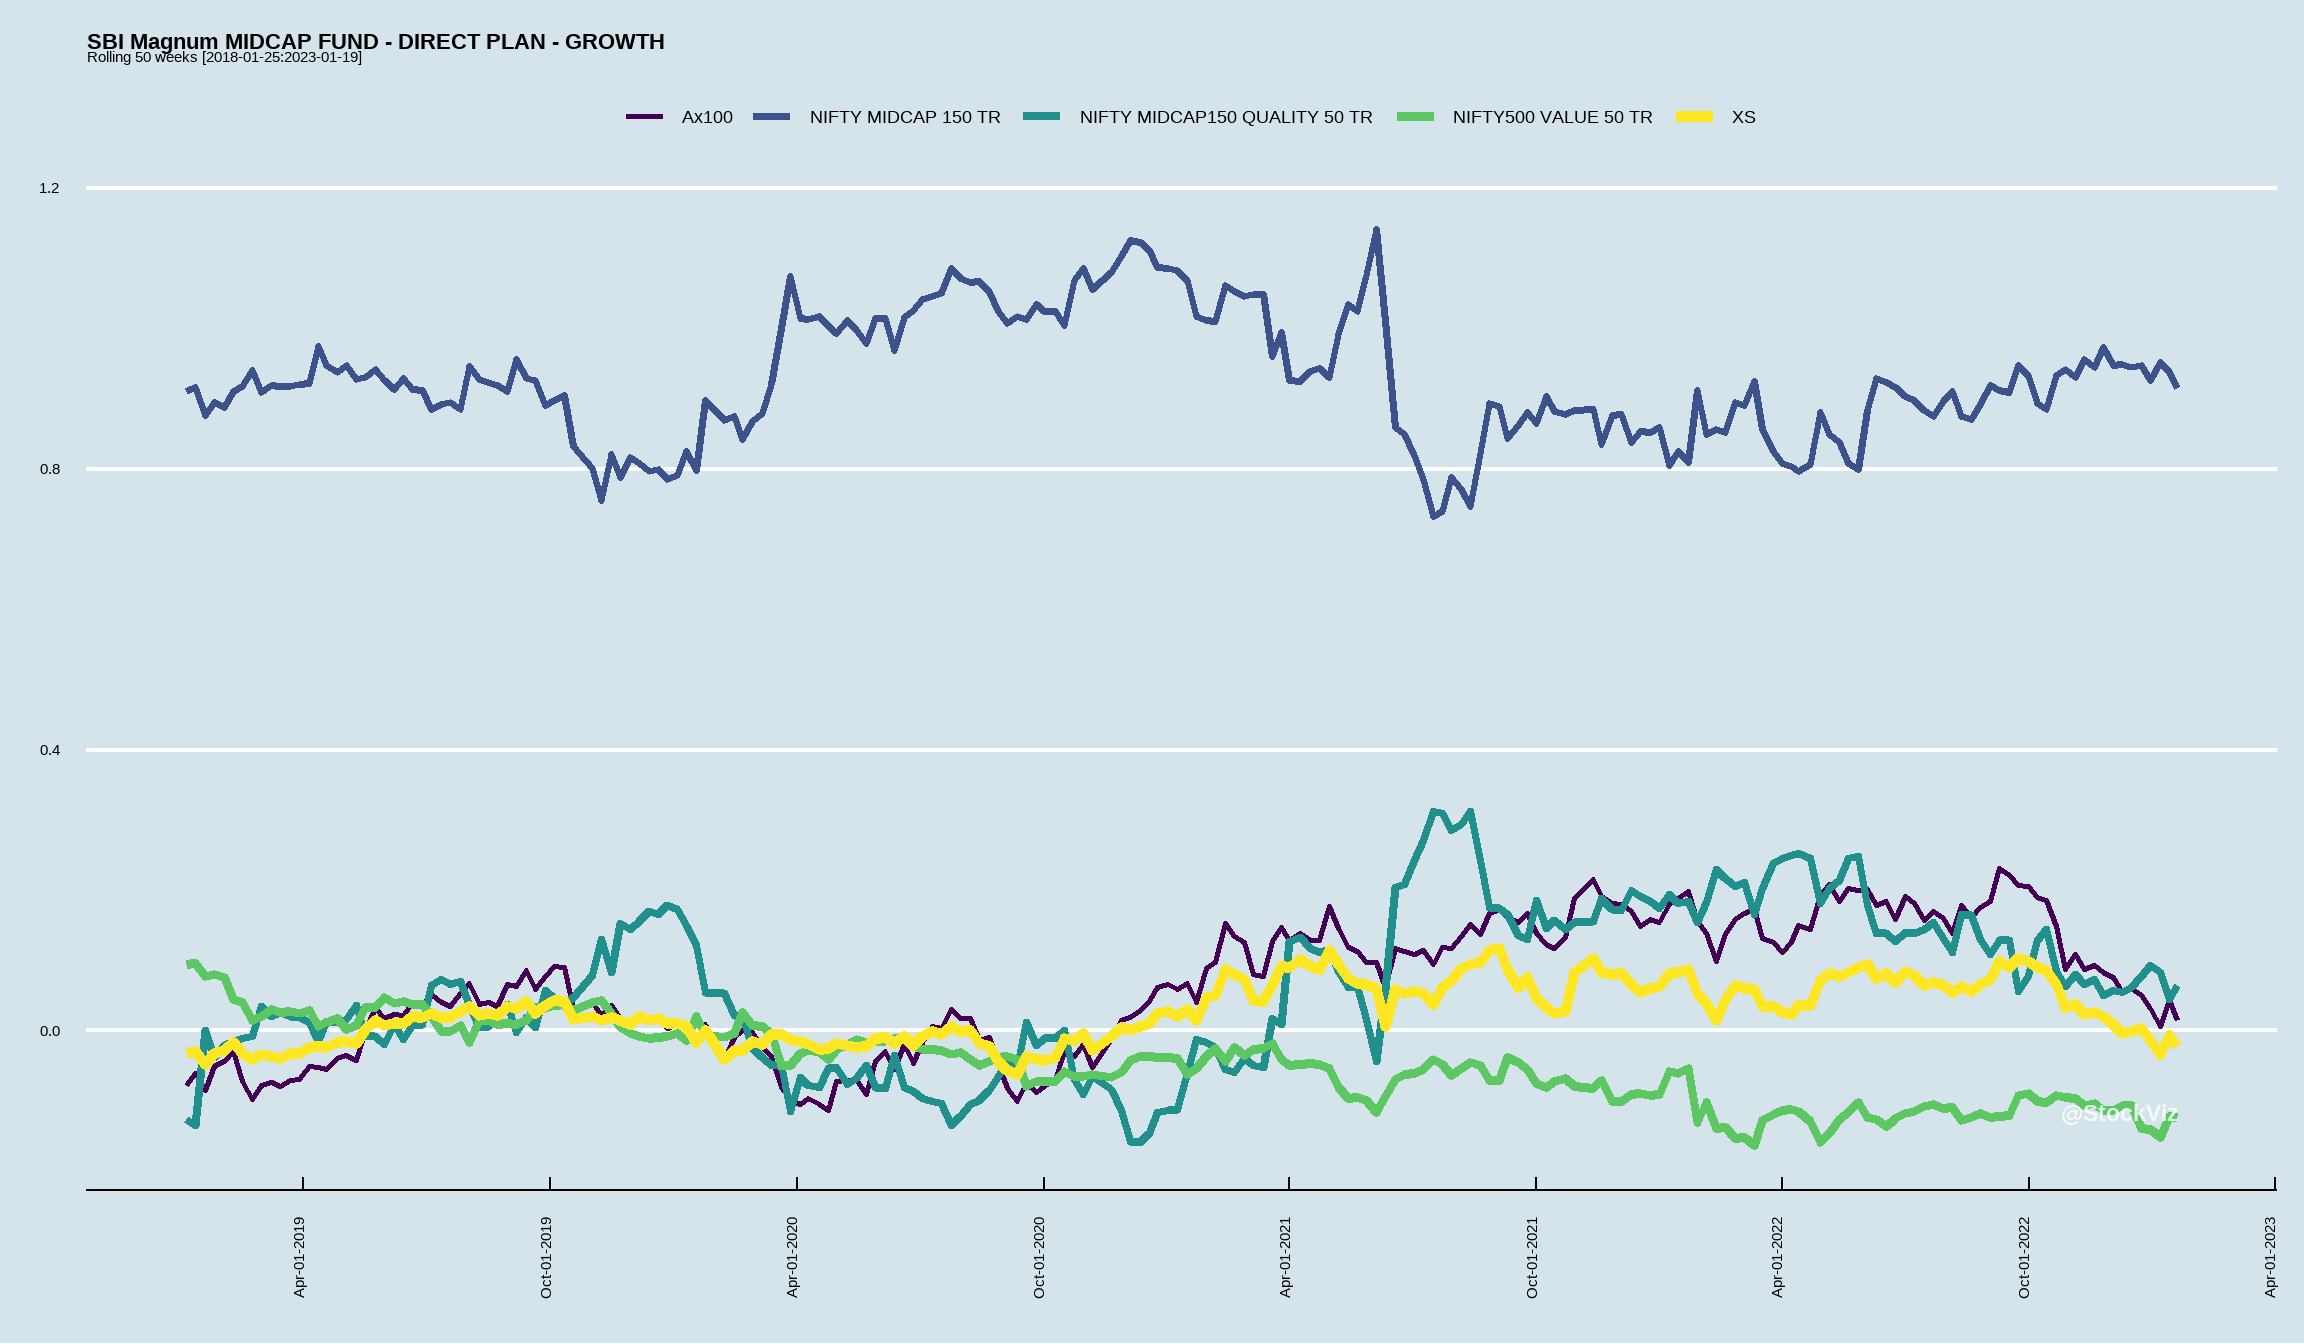 SBI Magnum MIDCAP FUND - DIRECT PLAN - GROWTH
Rolling 50 weeks [2018-01-25:2023-01-19]
Ax100 NIFTY MIDCAP 150 TR NIFTY MIDCAP150 QUALITY 50 TR NIFTY500 VALUE 50 TR XS
1.2
0.8
0.4
0.0
@StockViz
Apr-01-2019 Oct-01-2019 Apr-01-2020 Oct-01-2020 Apr-01-2021 Oct-01-2021 Apr-01-2022 Oct-01-2022 Apr-01-2023